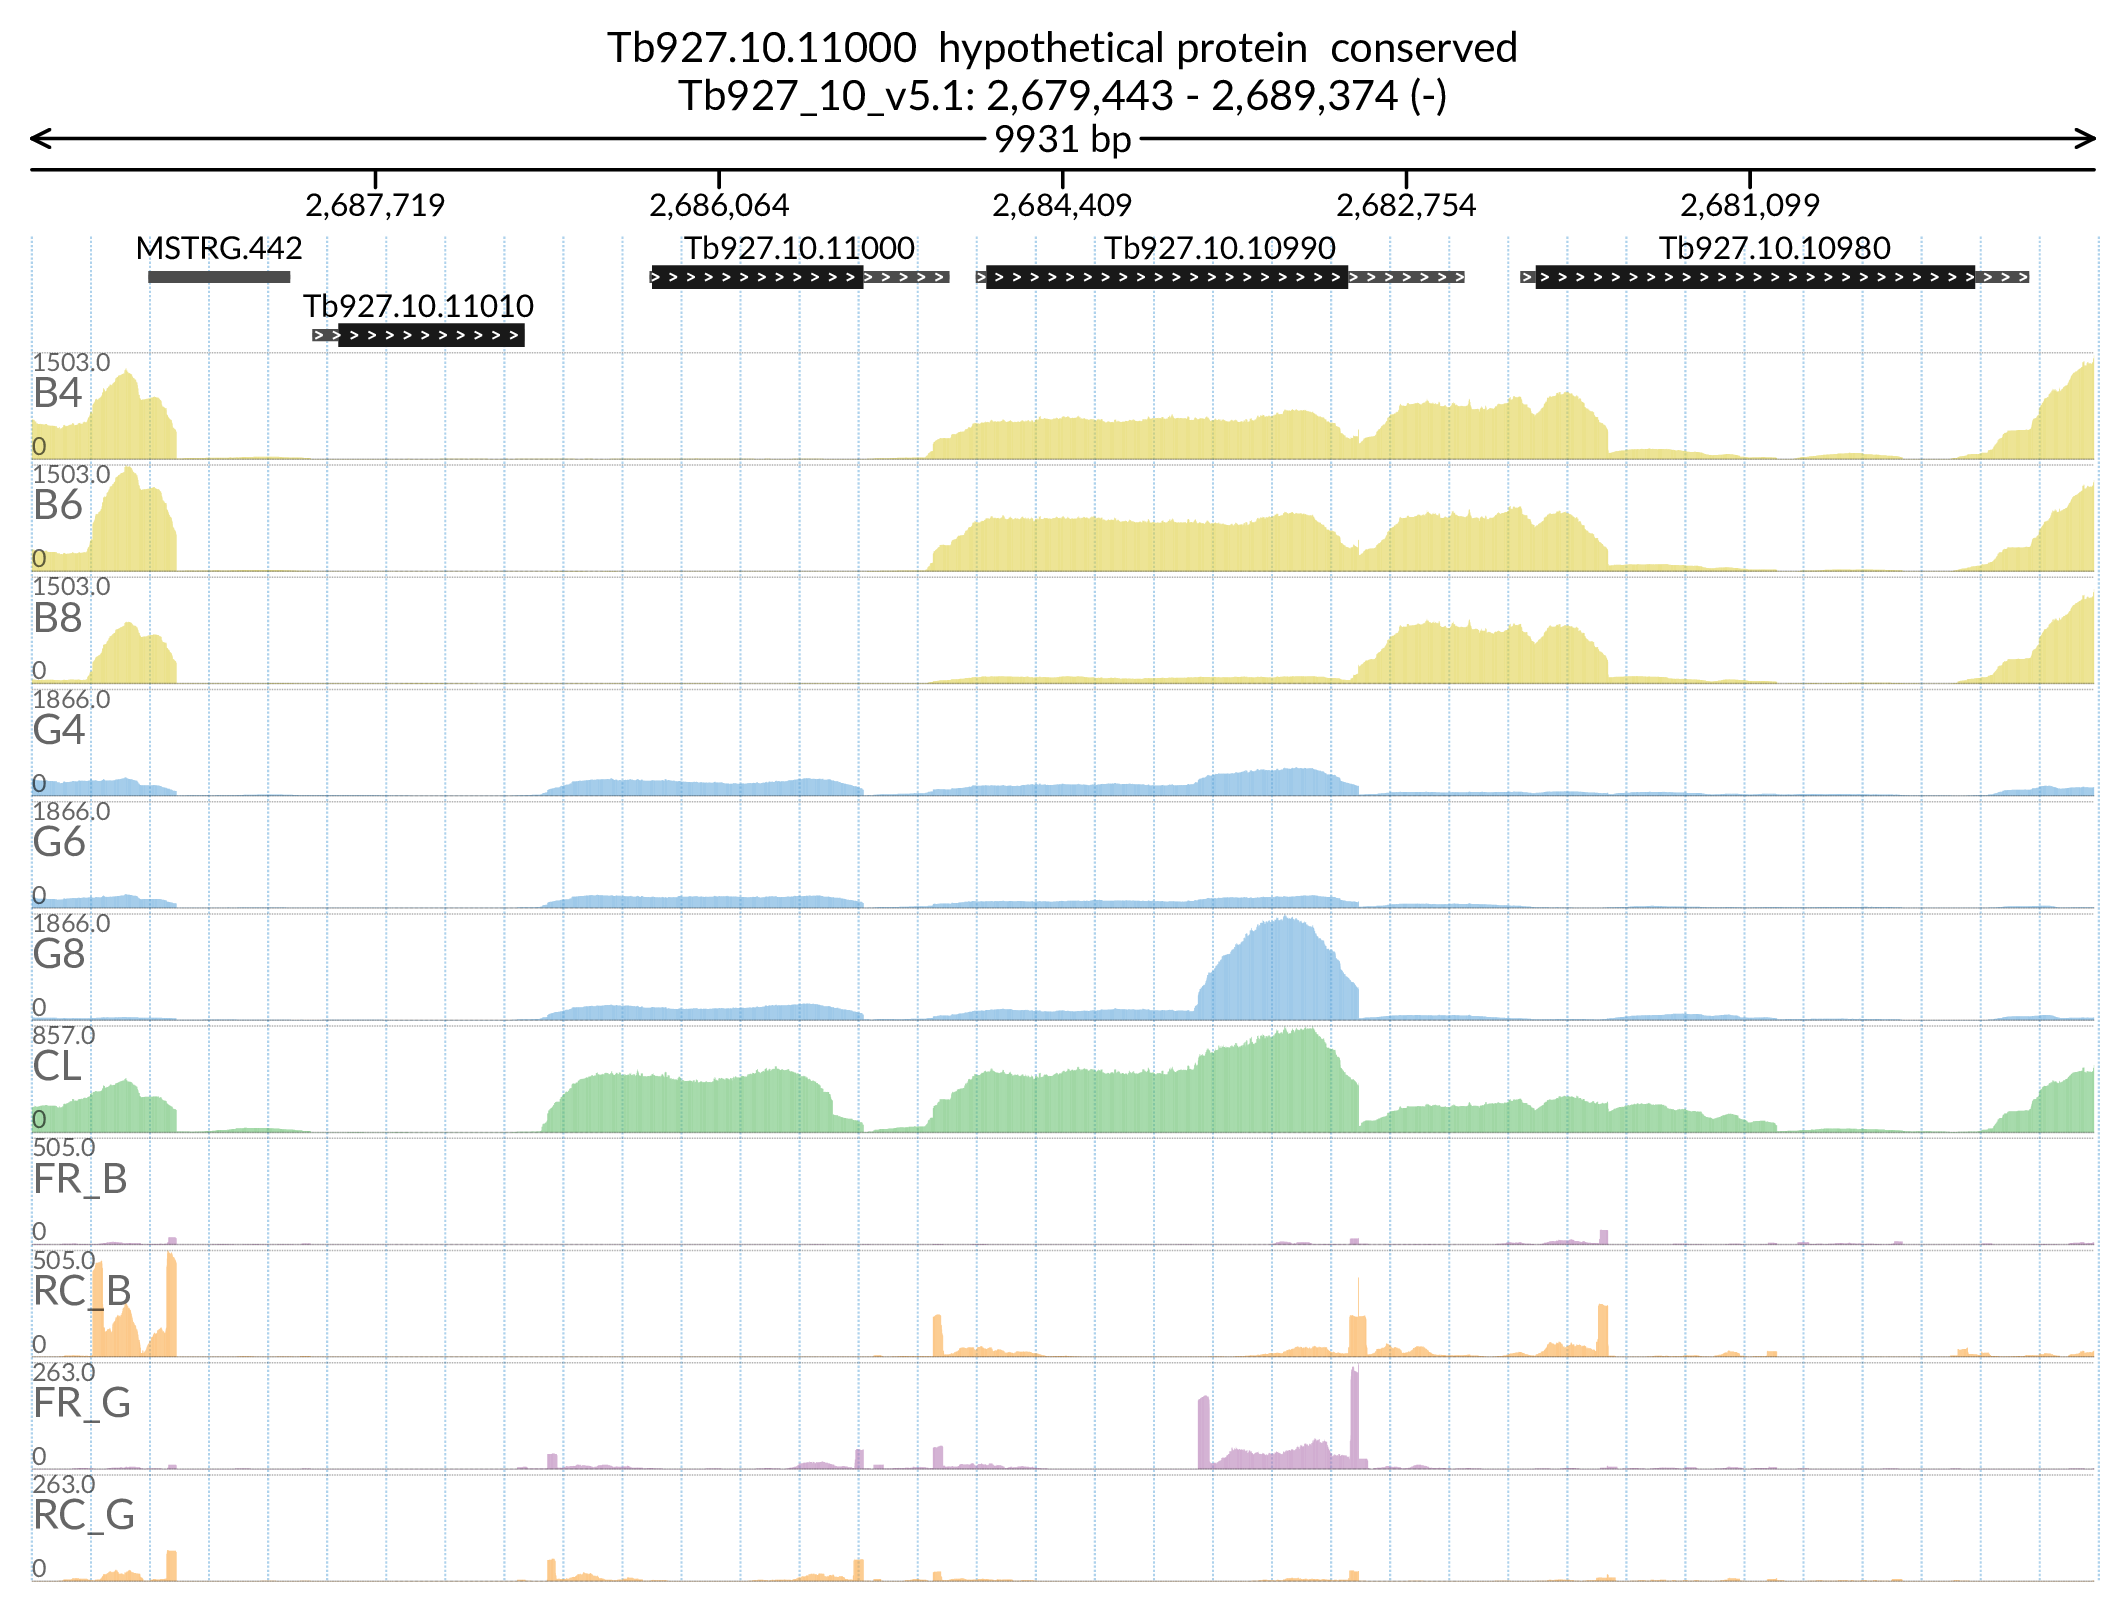 Tb927.10.11000  hypothetical protein  conserved
Tb927_10_v5.1: 2,679,443 - 2,689,374 (-)
9931 bp
2,687,719 2,686,064 2,684,409 2,682,754 2,681,099
MSTRG.442 Tb927.10.11000 Tb927.10.10990 Tb927.10.10980
Tb927.10.11010
1503.0
B4
0
1503.0
B6
0
1503.0
B8
0
1866.0
G4
0
1866.0
G6
0
1866.0
G8
0
857.0
CL
0
505.0
FR_B
0
505.0
RC_B
0
263.0
FR_G
0
263.0
RC_G
0